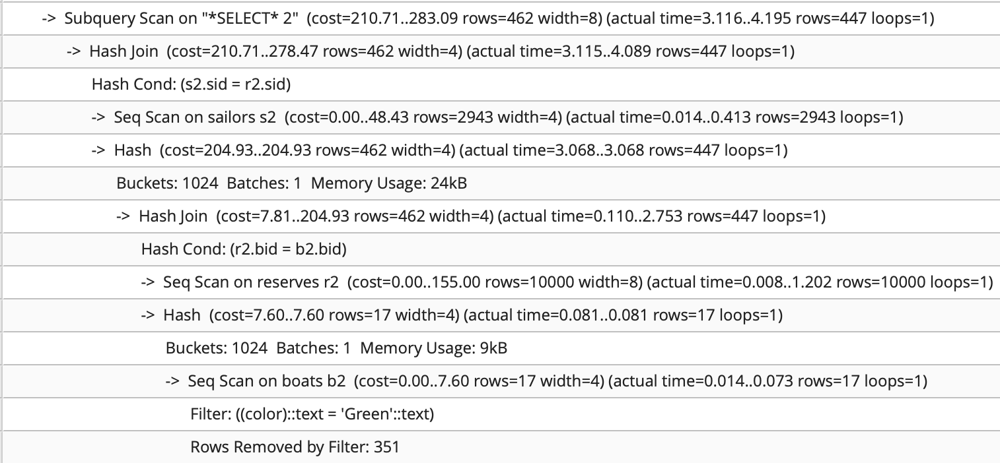 -> Subquery Scan on "*SELECT* 2" (cost=210.71..283.09 rows=462 width=8) (actual time=3.116..4.195 rows=447 loops=1)
-> Hash Join (cost=210.71..278.47 rows=462 width=4) (actual time=3.115..4.089 rows=447 loops=1)
Hash Cond: (s2.sid = r2.sid)
-> Seq Scan on sailors s2 (cost=0.00..48.43 rows=2943 width=4) (actual time=0.014..0.413 rows=2943 loops=1)
-> Hash (cost=204.93..204.93 rows=462 width=4) (actual time=3.068..3.068 rows=447 loops=1)
Buckets: 1024 Batches: 1 Memory Usage: 24kB
-> Hash Join (cost=7.81..204.93 rows=462 width=4) (actual time=0.110..2.753 rows=447 loops=1)
Hash Cond: (r2.bid = b2.bid)
-> Seq Scan on reserves r2 (cost=0.00..155.00 rows=10000 width=8) (actual time=0.008..1.202 rows=10000 loops=1)
-> Hash (cost=7.60..7.60 rows=17 width=4) (actual time=0.081..0.081 rows=17 loops=1)
Buckets: 1024 Batches: 1 Memory Usage: 9kB
-> Seq Scan on boats b2 (cost=0.00..7.60 rows=17 width=4) (actual time=0.014..0.073 rows=17 loops=1)
Filter: ((color)::text = 'Green'::text)
Rows Removed by Filter: 351